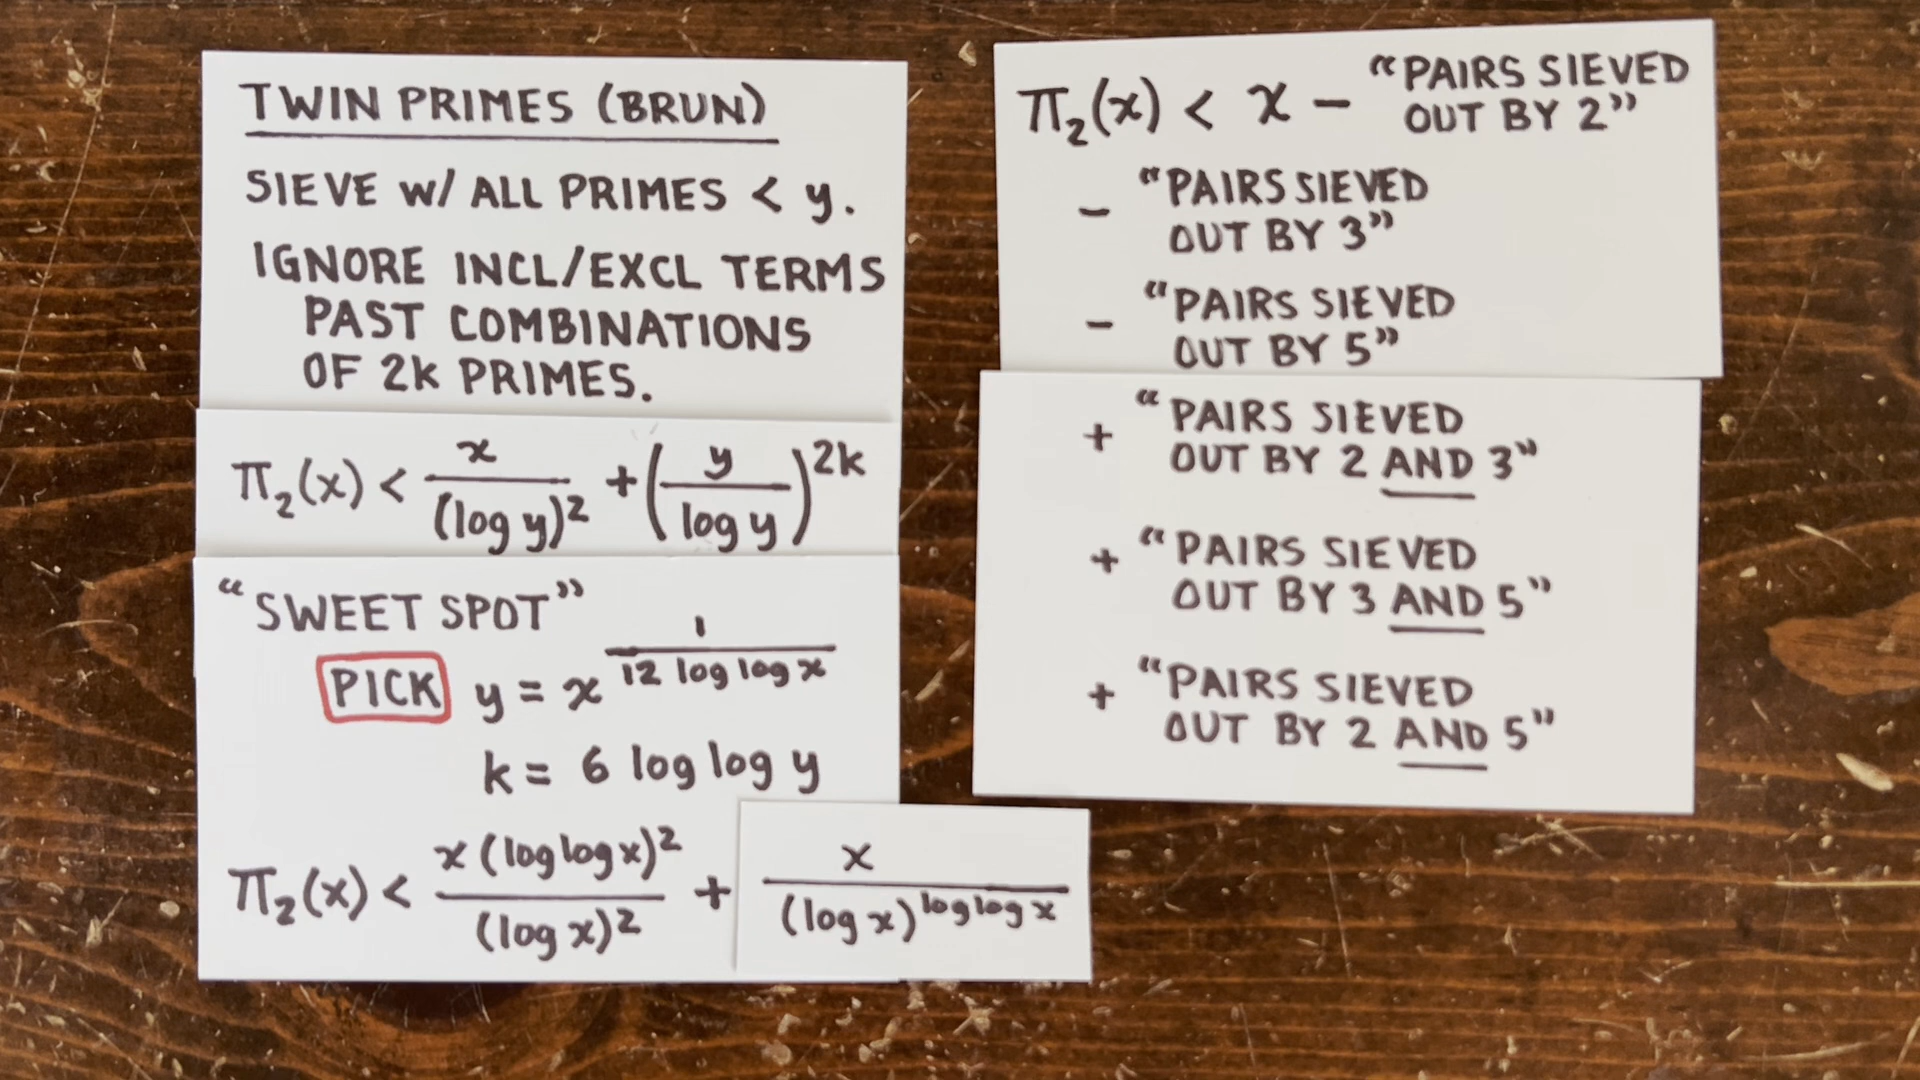 TWIN PRIMES (BRUN)
SIEVE W/ ALL PRIMES < y.
IGNORE INCL/EXCL TERMS
PAST COMBINATIONS
OF 2k PRIMES.
π₂(x) < x/(log y)² + (y/log y)^2k
“SWEET SPOT”
PICK y = x^(1/(12 log log x))
k = 6 log log y
π₂(x) < x(log log x)²/(log x)² + x/(log x)^(log log x)
π₂(x) < x − “PAIRS SIEVED
OUT BY 2”
− “PAIRS SIEVED
OUT BY 3”
− “PAIRS SIEVED
OUT BY 5”
+ “PAIRS SIEVED
OUT BY 2 AND 3”
+ “PAIRS SIEVED
OUT BY 3 AND 5”
+ “PAIRS SIEVED
OUT BY 2 AND 5”